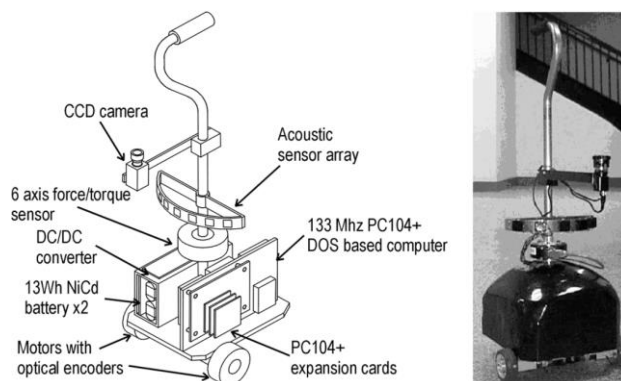 CCD camera
Acoustic
sensor array
6 axis force/torque
sensor
DC/DC
converter
133 Mhz PC104+
DOS based computer
13Wh NiCd
battery x2
Motors with
optical encoders
PC104+
expansion cards